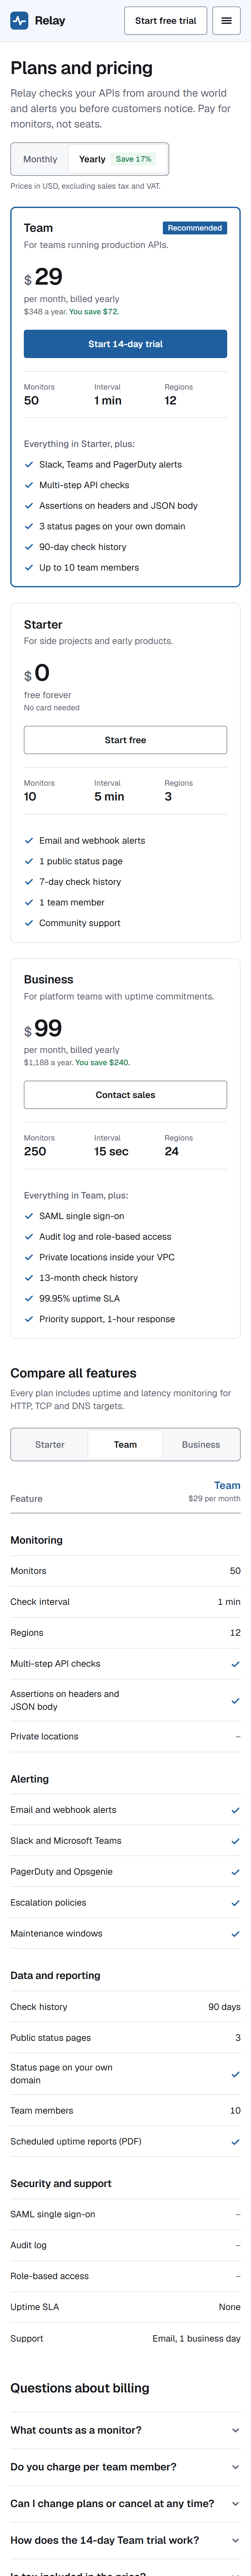 Relay
Start free trial
Plans and pricing
Relay checks your APIs from around the world
and alerts you before customers notice. Pay for
monitors, not seats.
Monthly
Yearly Save 17%
Prices in USD, excluding sales tax and VAT.
Team
Recommended
For teams running production APIs.
$29
per month, billed yearly
$348 a year. You save $72.
Start 14-day trial
Monitors Interval Regions
50 1 min 12
Everything in Starter, plus:
Slack, Teams and PagerDuty alerts
Multi-step API checks
Assertions on headers and JSON body
3 status pages on your own domain
90-day check history
Up to 10 team members
Starter
For side projects and early products.
$0
free forever
No card needed
Start free
Monitors Interval Regions
10 5 min 3
Email and webhook alerts
1 public status page
7-day check history
1 team member
Community support
Business
For platform teams with uptime commitments.
$99
per month, billed yearly
$1,188 a year. You save $240.
Contact sales
Monitors Interval Regions
250 15 sec 24
Everything in Team, plus:
SAML single sign-on
Audit log and role-based access
Private locations inside your VPC
13-month check history
99.95% uptime SLA
Priority support, 1-hour response
Compare all features
Every plan includes uptime and latency monitoring for
HTTP, TCP and DNS targets.
Starter Team Business
Team
Feature $29 per month
Monitoring
Monitors 50
Check interval 1 min
Regions 12
Multi-step API checks
Assertions on headers and
JSON body
Private locations –
Alerting
Email and webhook alerts
Slack and Microsoft Teams
PagerDuty and Opsgenie
Escalation policies
Maintenance windows
Data and reporting
Check history 90 days
Public status pages 3
Status page on your own
domain
Team members 10
Scheduled uptime reports (PDF)
Security and support
SAML single sign-on –
Audit log –
Role-based access –
Uptime SLA None
Support Email, 1 business day
Questions about billing
What counts as a monitor?
Do you charge per team member?
Can I change plans or cancel at any time?
How does the 14-day Team trial work?
Is tax included in the price?